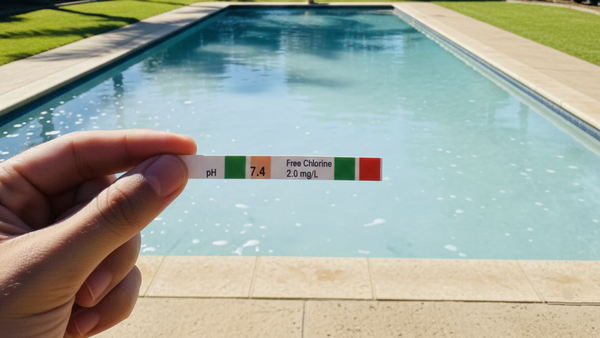 pH
7.4
Free Chlorine
2.0 mg/L